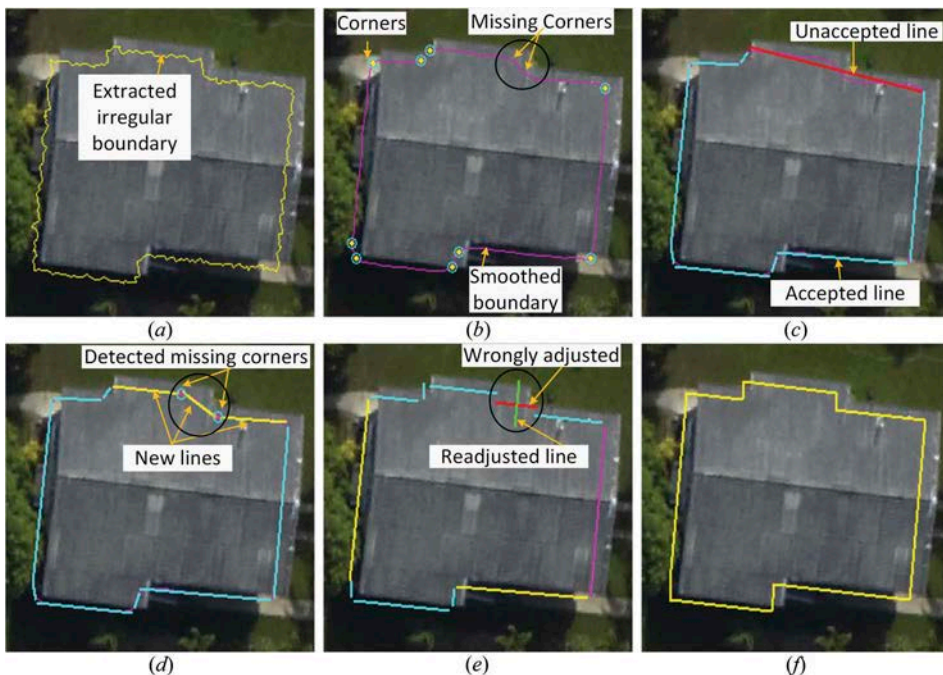 Extracted
irregular
boundary
(a)
Corners
Missing Corners
Smoothed
boundary
(b)
Unaccepted line
Accepted line
(c)
Detected missing corners
New lines
(d)
Wrongly adjusted
Readjusted line
(e)
(f)